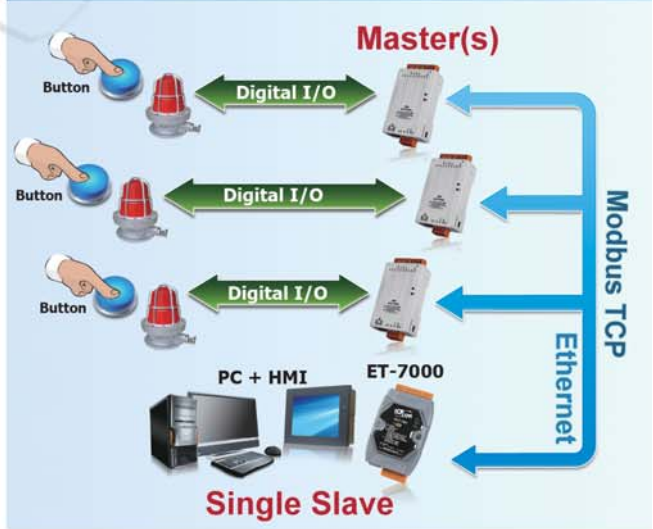 Master(s)
Button
Digital I/O
Button
Digital I/O
Button
Digital I/O
Modbus TCP
Ethernet
PC + HMI
ET-7000
Single Slave